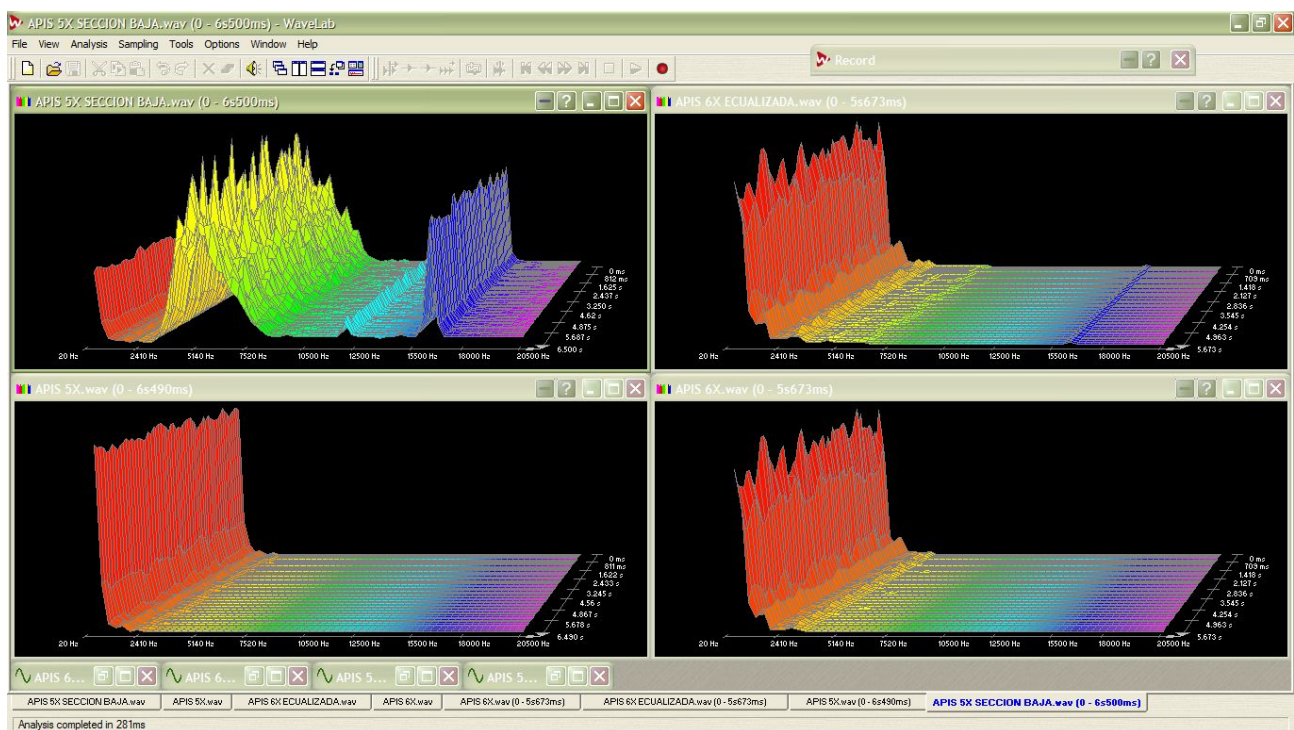 APIS 5X SECCION BAJA.wav (0 - 6s500ms) - WaveLab
File View Analysis Sampling Tools Options Window Help
Record
APIS 5X SECCION BAJA.wav (0 - 6s500ms)
0 ms
812 ms
1.625 s
2.437 s
3.250 s
4.62 s
4.875 s
5.687 s
6.500 s
20 Hz 2410 Hz 5140 Hz 7520 Hz 10500 Hz 12500 Hz 15500 Hz 18000 Hz 20500 Hz
APIS 6X ECUALIZADA.wav (0 - 5s673ms)
0 ms
709 ms
1.418 s
2.127 s
2.836 s
3.545 s
4.254 s
4.963 s
5.673 s
20 Hz 2410 Hz 5140 Hz 7520 Hz 10500 Hz 12500 Hz 15500 Hz 18000 Hz 20500 Hz
APIS 5X.wav (0 - 6s490ms)
0 ms
811 ms
1.622 s
2.433 s
3.245 s
4.56 s
4.867 s
5.678 s
6.490 s
20 Hz 2410 Hz 5140 Hz 7520 Hz 10500 Hz 12500 Hz 15500 Hz 18000 Hz 20500 Hz
APIS 6X.wav (0 - 5s673ms)
0 ms
709 ms
1.418 s
2.127 s
2.836 s
3.545 s
4.254 s
4.963 s
5.673 s
20 Hz 2410 Hz 5140 Hz 7520 Hz 10500 Hz 12500 Hz 15500 Hz 18000 Hz 20500 Hz
APIS 6... APIS 6... APIS 5... APIS 5...
APIS 5X SECCION BAJA.wav APIS 5X.wav APIS 6X ECUALIZADA.wav APIS 6X.wav APIS 6X.wav (0 - 5s673ms) APIS 6X ECUALIZADA.wav (0 - 5s673ms) APIS 5X.wav (0 - 6s490ms) APIS 5X SECCION BAJA.wav (0 - 6s500ms)
Analysis completed in 281ms